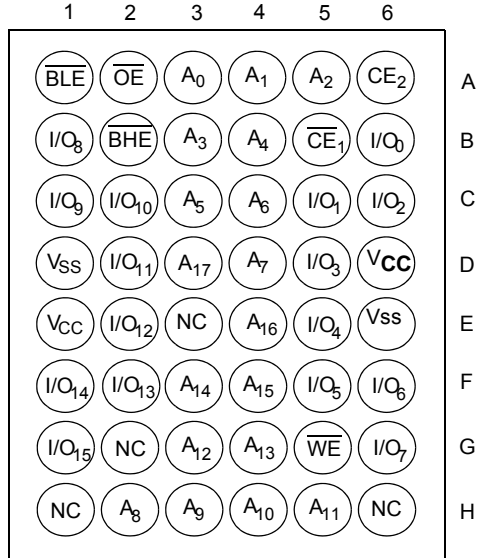 1 2 3 4 5 6
BLE OE A0 A1 A2 CE2 A
I/O8 BHE A3 A4 CE1 I/O0 B
I/O9 I/O10 A5 A6 I/O1 I/O2 C
VSS I/O11 A17 A7 I/O3 VCC D
VCC I/O12 NC A16 I/O4 Vss E
I/O14 I/O13 A14 A15 I/O5 I/O6 F
I/O15 NC A12 A13 WE I/O7 G
NC A8 A9 A10 A11 NC H